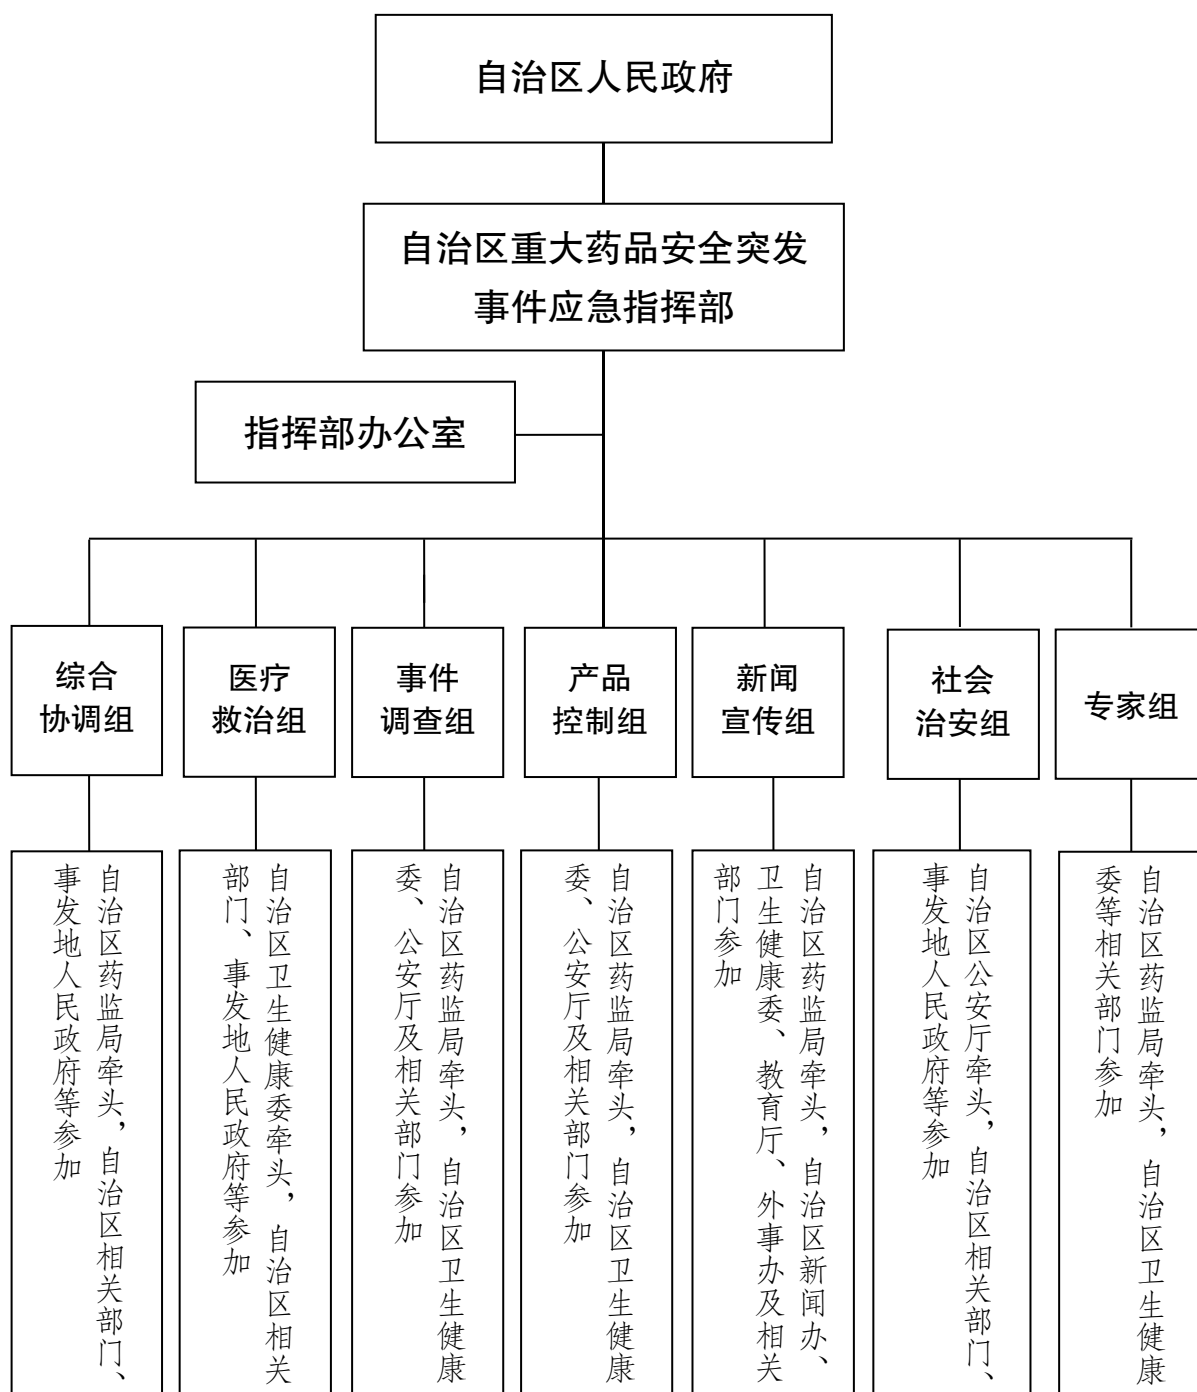 自治区人民政府
自治区重大药品安全突发
事件应急指挥部
指挥部办公室
综合
协调组
医疗
救治组
事件
调查组
产品
控制组
新闻
宣传组
社会
治安组
专家组
自治区药监局牵头，自治区相关部门、
事发地人民政府等参加
自治区卫生健康委牵头，自治区相关
部门、事发地人民政府等参加
自治区药监局牵头，自治区卫生健康
委、公安厅及相关部门参加
自治区药监局牵头，自治区卫生健康
委、公安厅及相关部门参加
自治区药监局牵头，自治区新闻办、
卫生健康委、教育厅、外事办及相关
部门参加
自治区公安厅牵头，自治区相关部门、
事发地人民政府等参加
自治区药监局牵头，自治区卫生健康
委等相关部门参加